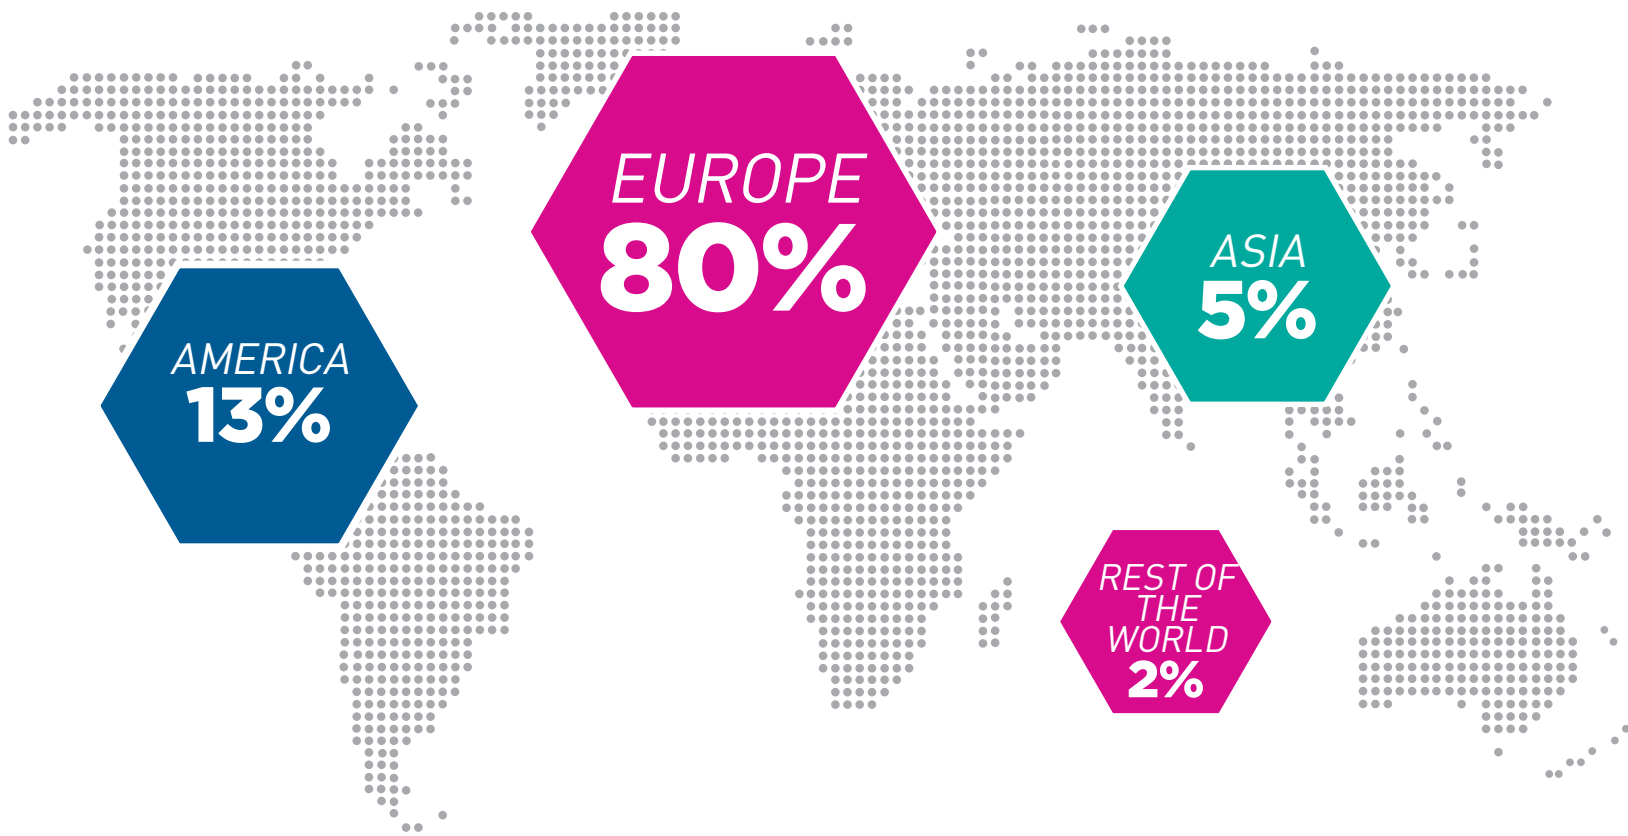 EUROPE
80%
ASIA
5%
AMERICA
13%
REST OF
THE
WORLD
2%